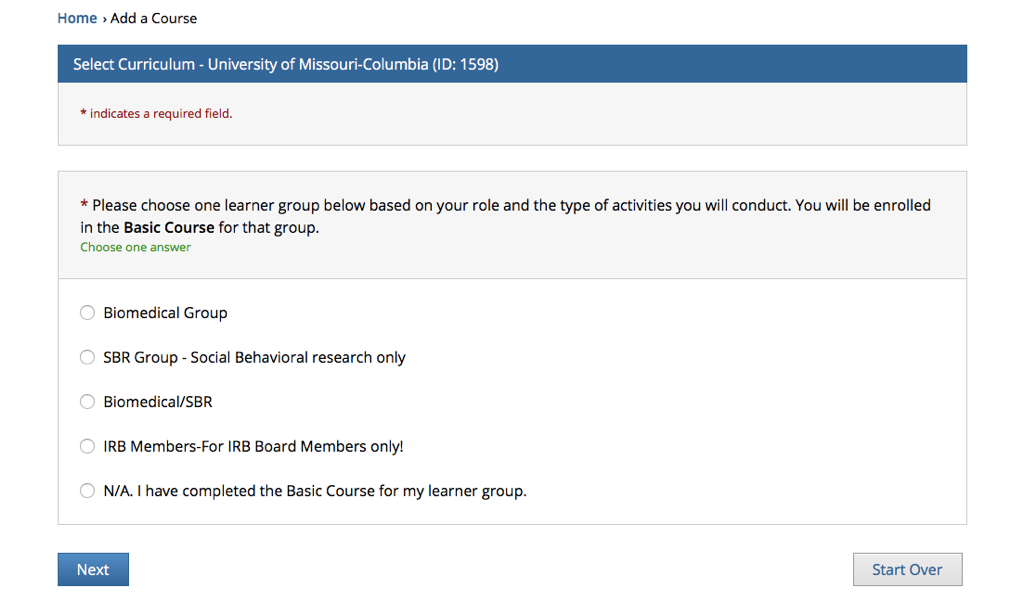 Home › Add a Course
Select Curriculum - University of Missouri-Columbia (ID: 1598)
* indicates a required field.
* Please choose one learner group below based on your role and the type of activities you will conduct. You will be enrolled
in the Basic Course for that group.
Choose one answer
Biomedical Group
SBR Group - Social Behavioral research only
Biomedical/SBR
IRB Members-For IRB Board Members only!
N/A. I have completed the Basic Course for my learner group.
Next
Start Over